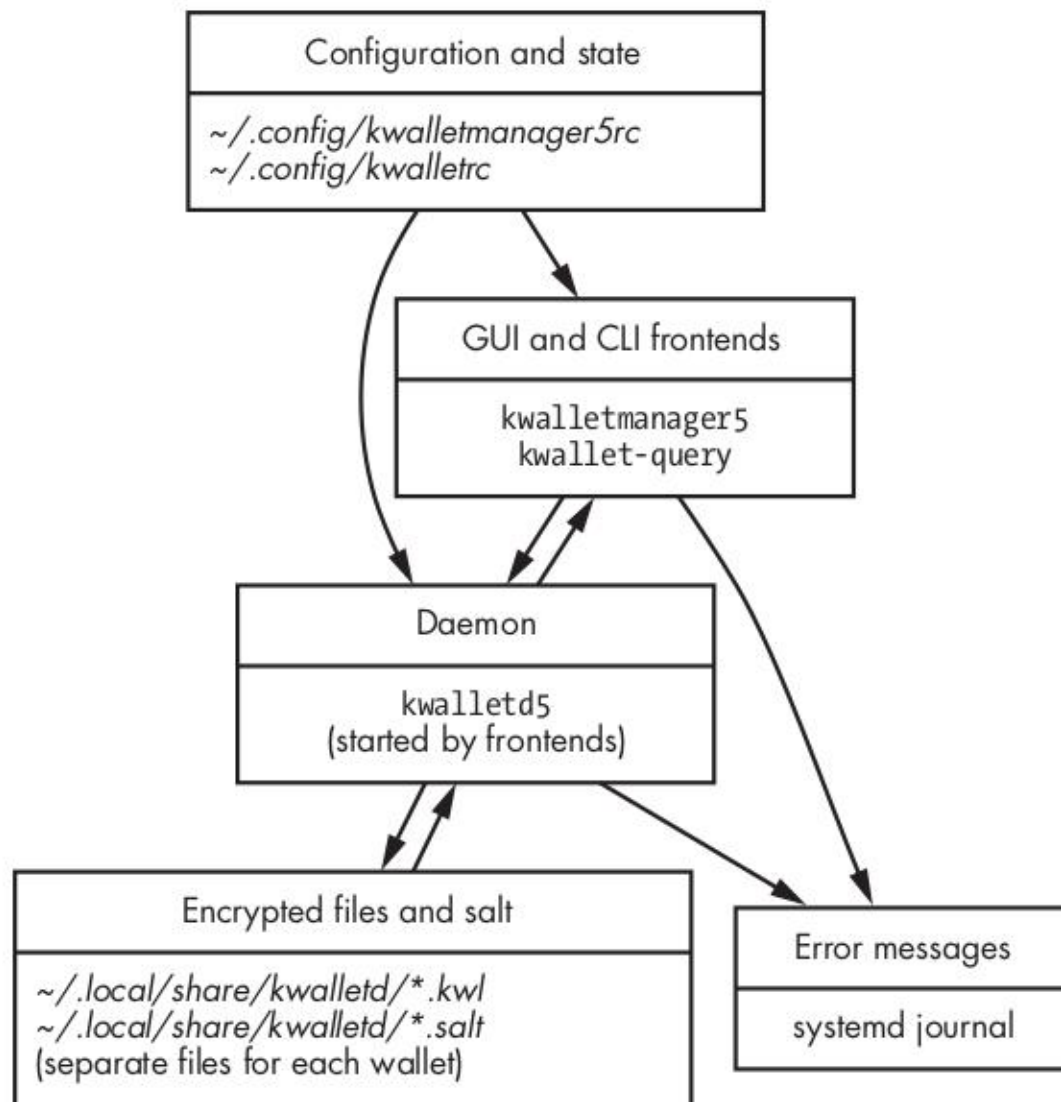 Configuration and state
~/.config/kwalletmanager5rc
~/.config/kwalletrc
GUI and CLI frontends
kwalletmanager5
kwallet-query
Daemon
kwalletd5
(started by frontends)
Encrypted files and salt
~/.local/share/kwalletd/*.kwl
~/.local/share/kwalletd/*.salt
(separate files for each wallet)
Error messages
systemd journal